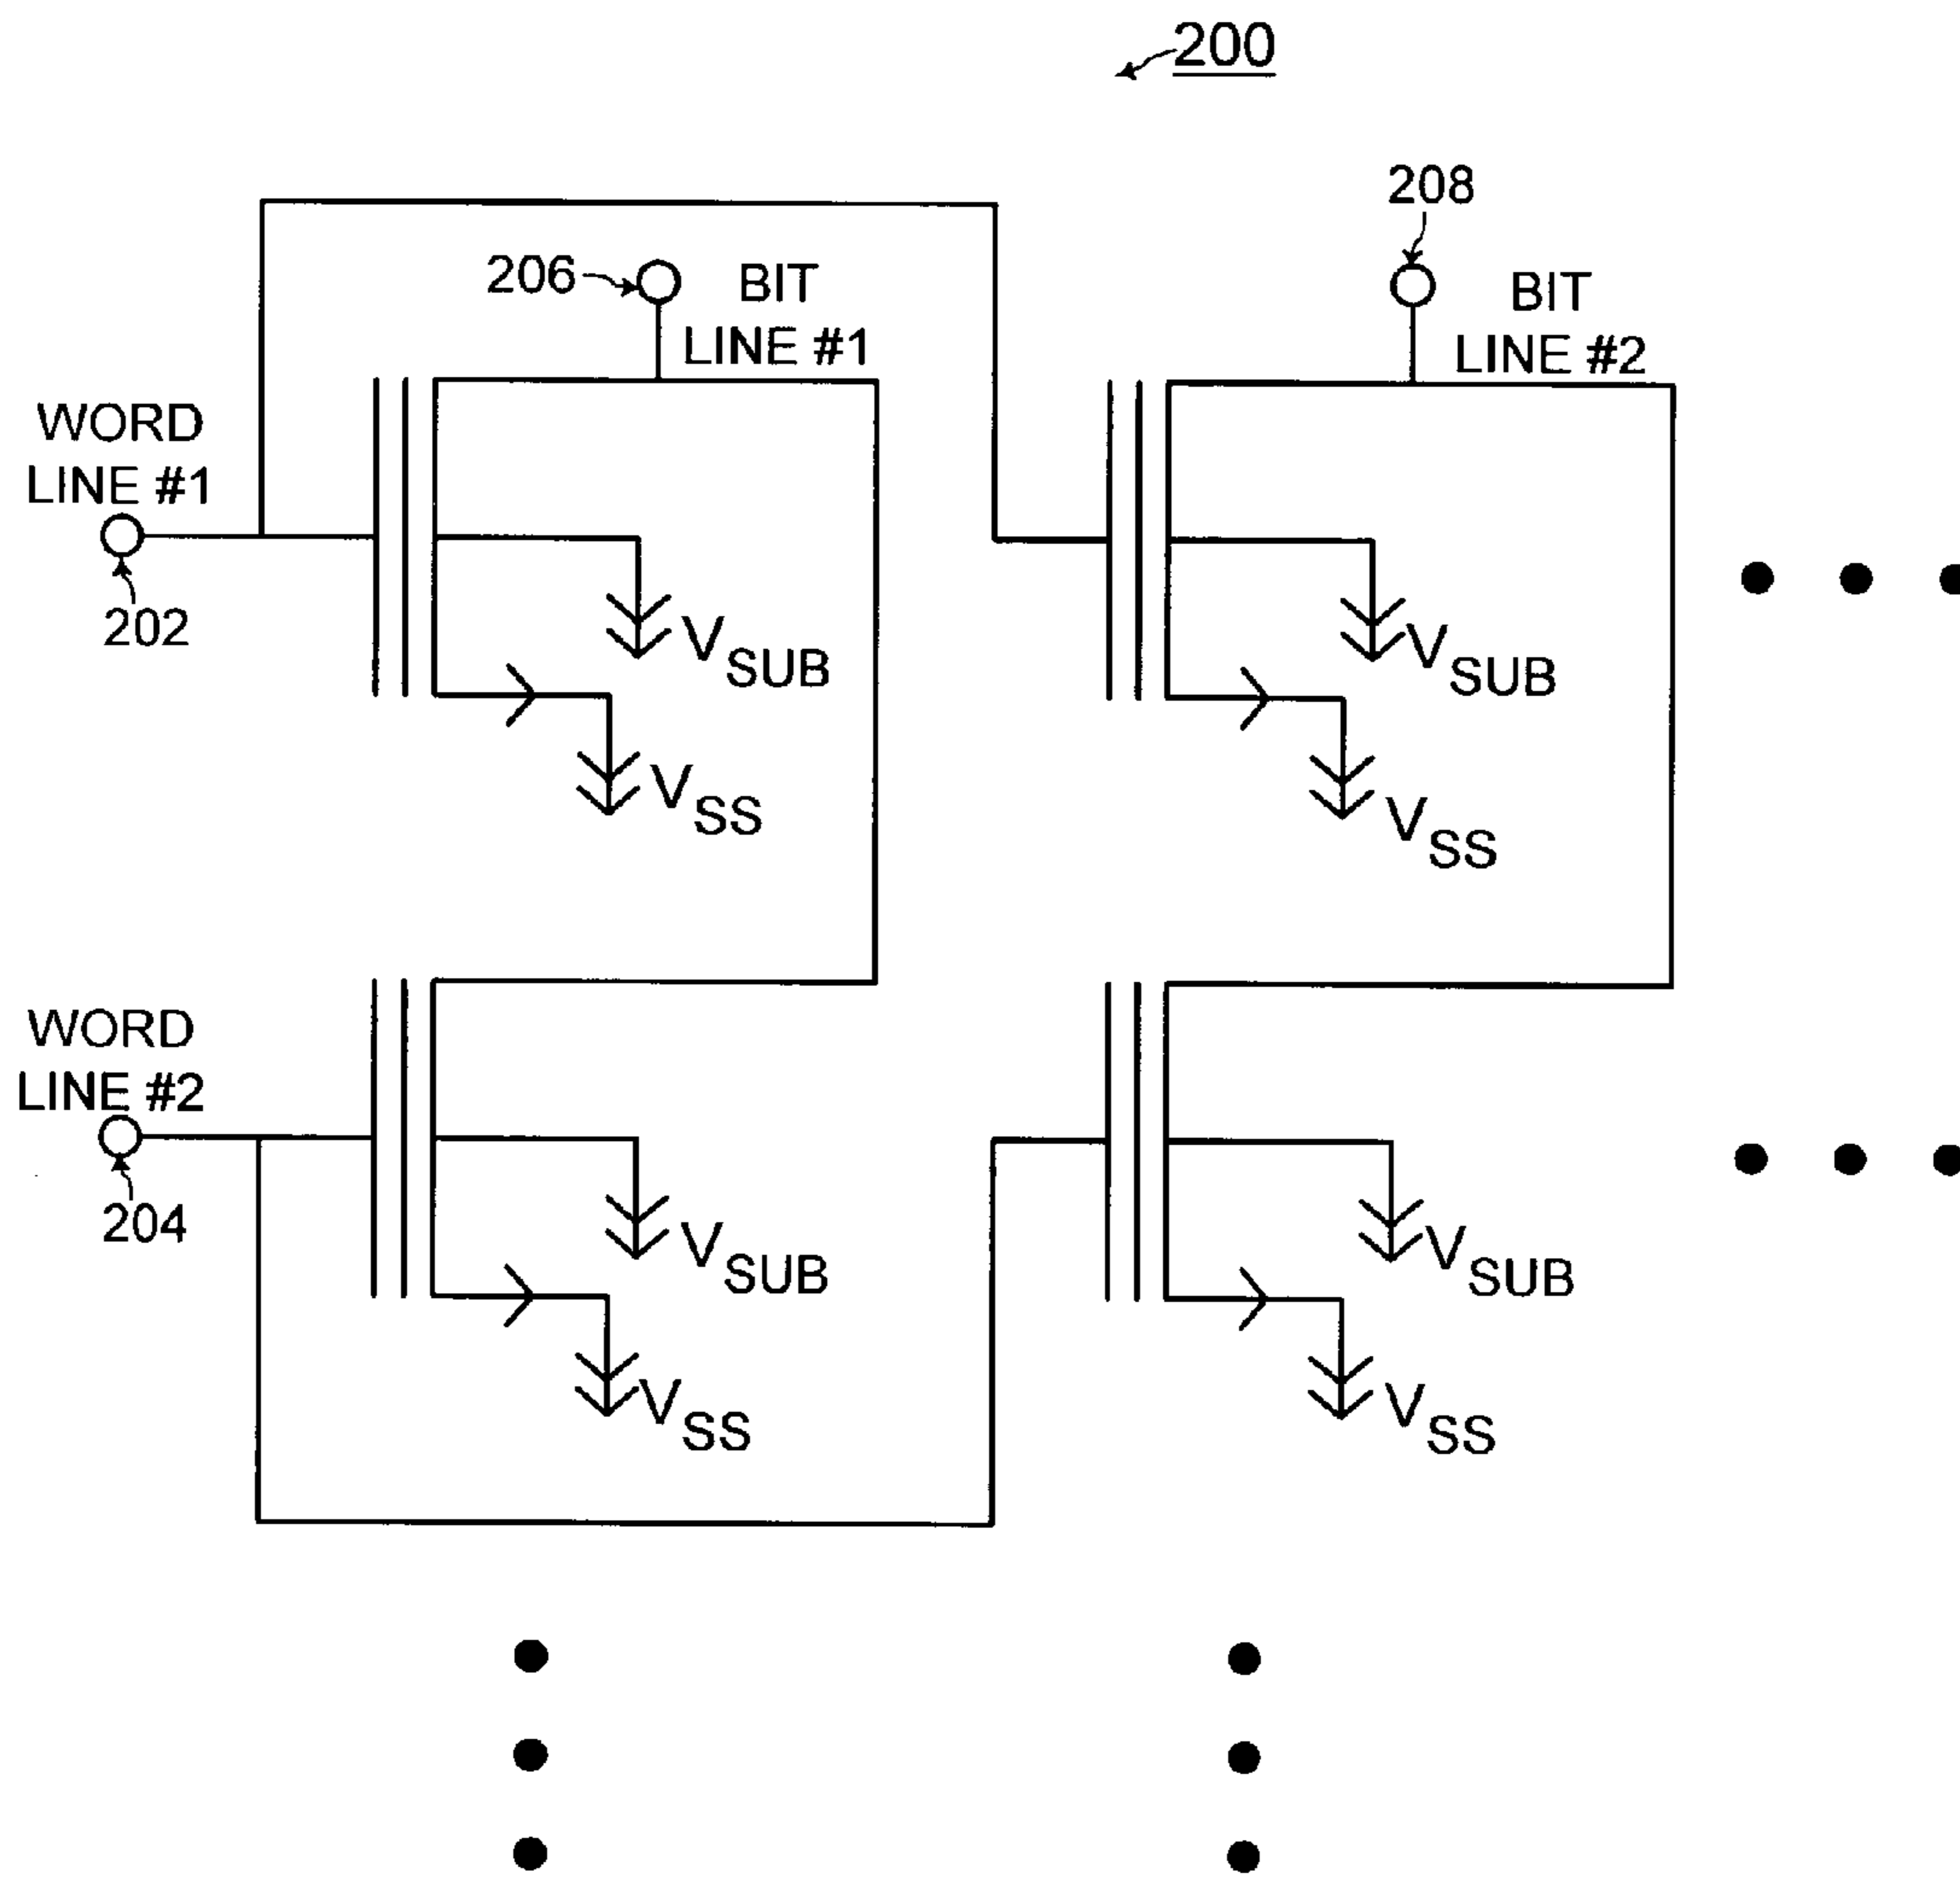 200
208
206
BIT
LINE #1
BIT
LINE #2
WORD
LINE #1
202
VSUB
VSUB
VSS
VSS
WORD
LINE #2
204
VSUB
VSUB
VSS
VSS